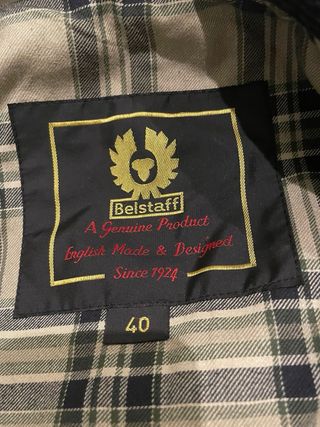 Belstaff
A Genuine Product
English Made & Designed
Since 1924
40